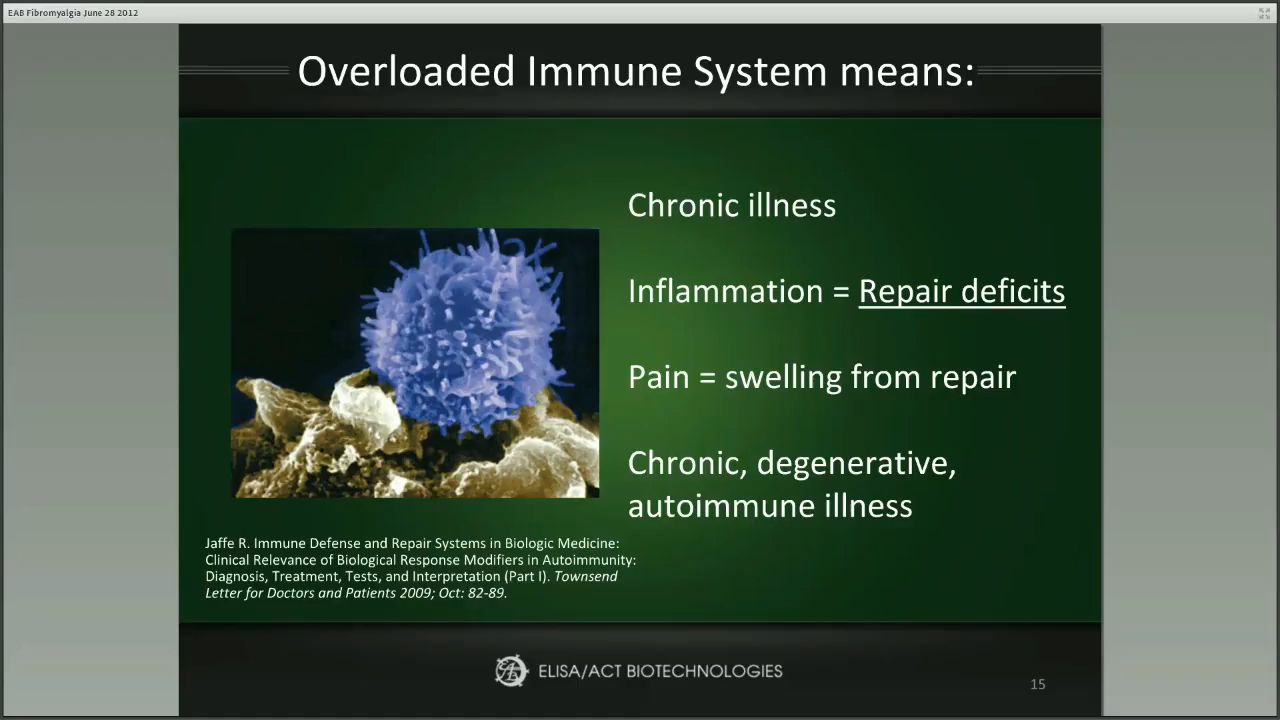 EAB Fibromyalgia June 28 2012
Overloaded Immune System means:
Chronic illness
Inflammation = Repair deficits
Pain = swelling from repair
Chronic, degenerative,
autoimmune illness
Jaffe R. Immune Defense and Repair Systems in Biologic Medicine:
Clinical Relevance of Biological Response Modifiers in Autoimmunity:
Diagnosis, Treatment, Tests, and Interpretation (Part I). Townsend
Letter for Doctors and Patients 2009; Oct: 82-89.
ELISA/ACT BIOTECHNOLOGIES
15